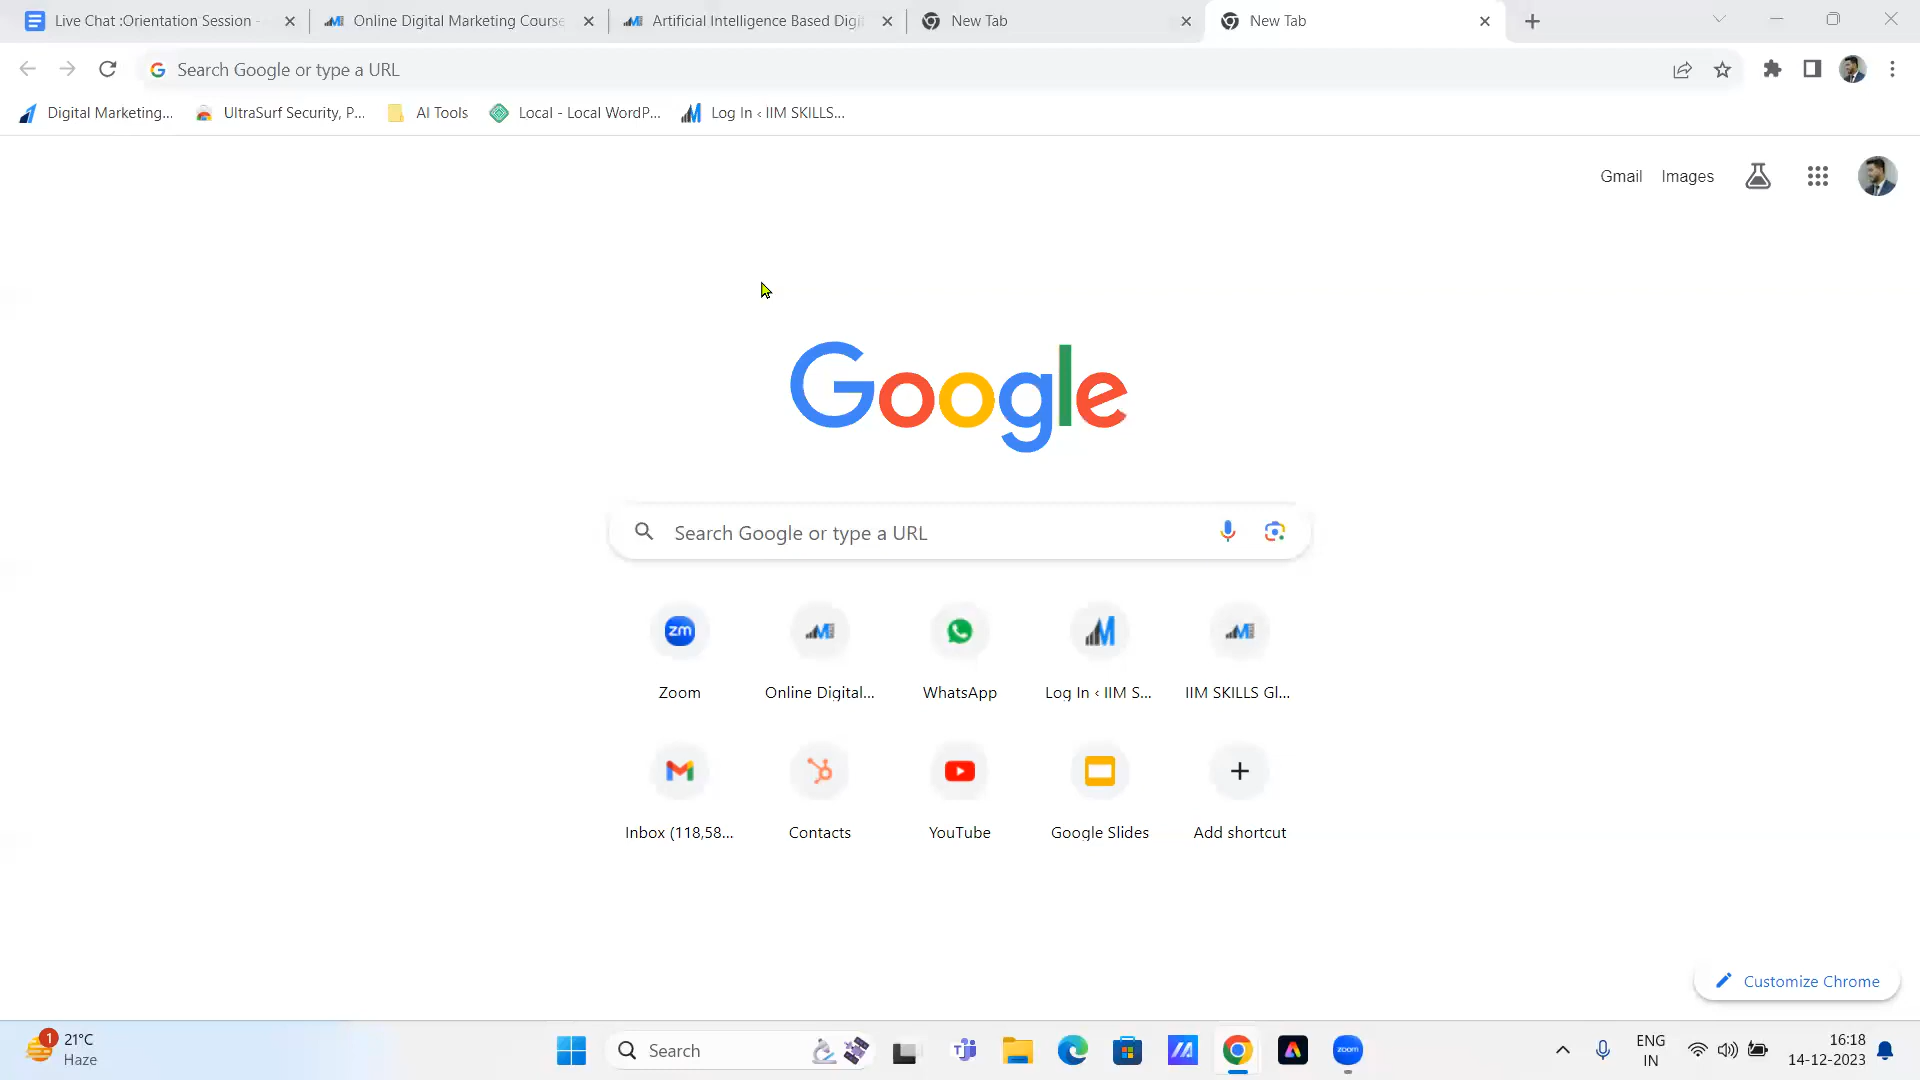 Live Chat :Orientation Session -
Online Digital Marketing Course
Artificial Intelligence Based Digi
New Tab
New Tab
Search Google or type a URL
Digital Marketing...
UltraSurf Security, P...
AI Tools
Local - Local WordP...
Log In ‹ IIM SKILLS...
Gmail
Images
Google
Search Google or type a URL
zm
Zoom
Online Digital...
WhatsApp
Log In ‹ IIM S...
IIM SKILLS Gl...
Inbox (118,58...
Contacts
YouTube
Google Slides
Add shortcut
Customize Chrome
1
21°C
Haze
Search
zoom
ENG
IN
16:18
14-12-2023